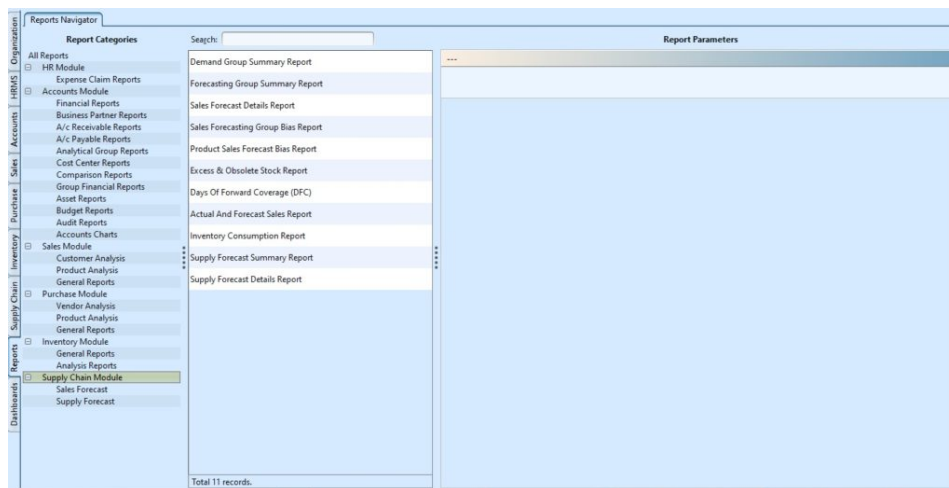 Reports Navigator
Report Categories
Search:
Report Parameters
Organization
HRMS
Accounts
Sales
Purchase
Inventory
Supply Chain
Reports
Dashboards
All Reports
HR Module
Expense Claim Reports
Accounts Module
Financial Reports
Business Partner Reports
A/c Receivable Reports
A/c Payable Reports
Analytical Group Reports
Cost Center Reports
Comparison Reports
Group Financial Reports
Asset Reports
Budget Reports
Audit Reports
Accounts Charts
Sales Module
Customer Analysis
Product Analysis
General Reports
Purchase Module
Vendor Analysis
Product Analysis
General Reports
Inventory Module
General Reports
Analysis Reports
Supply Chain Module
Sales Forecast
Supply Forecast
Demand Group Summary Report
Forecasting Group Summary Report
Sales Forecast Details Report
Sales Forecasting Group Bias Report
Product Sales Forecast Bias Report
Excess & Obsolete Stock Report
Days Of Forward Coverage (DFC)
Actual And Forecast Sales Report
Inventory Consumption Report
Supply Forecast Summary Report
Supply Forecast Details Report
Total 11 records.
---